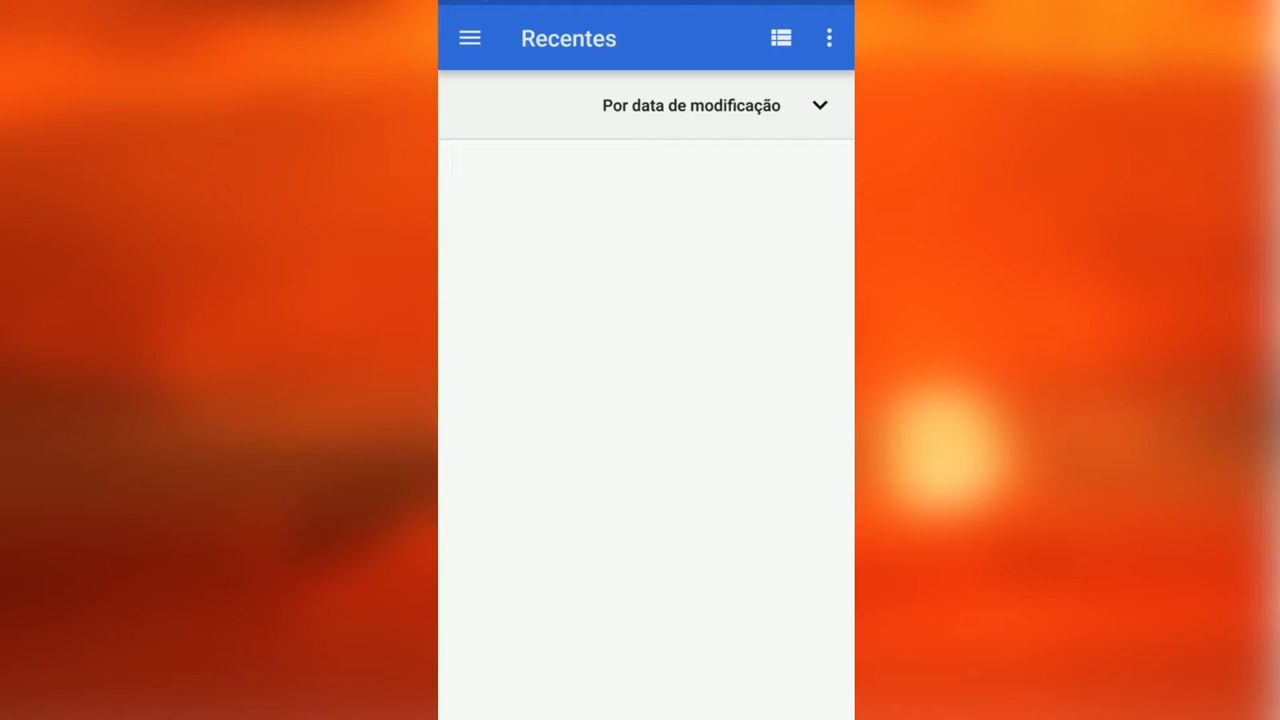 Recentes
Por data de modificação